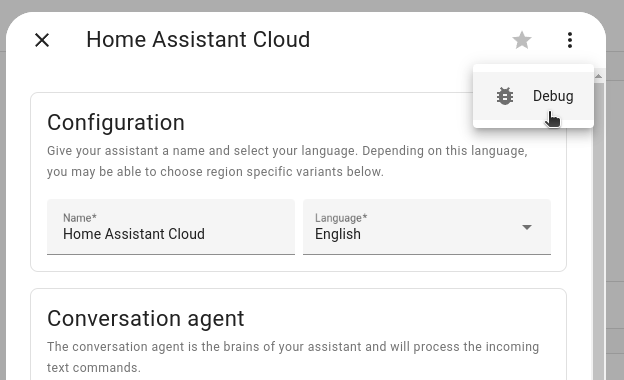 Home Assistant Cloud
Debug
Configuration
Give your assistant a name and select your language. Depending on this language,
you may be able to choose region specific variants below.
Name*
Home Assistant Cloud
Language*
English
Conversation agent
The conversation agent is the brains of your assistant and will process the incoming
text commands.